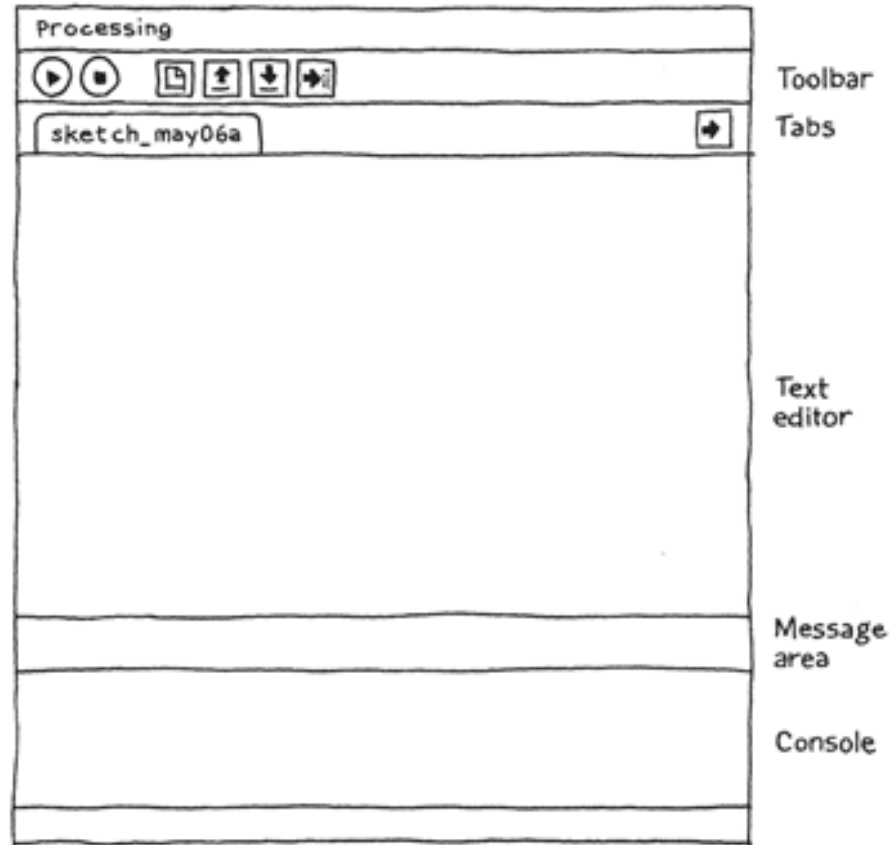 Processing
Toolbar
sketch_may06a
Tabs
Text
editor
Message
area
Console